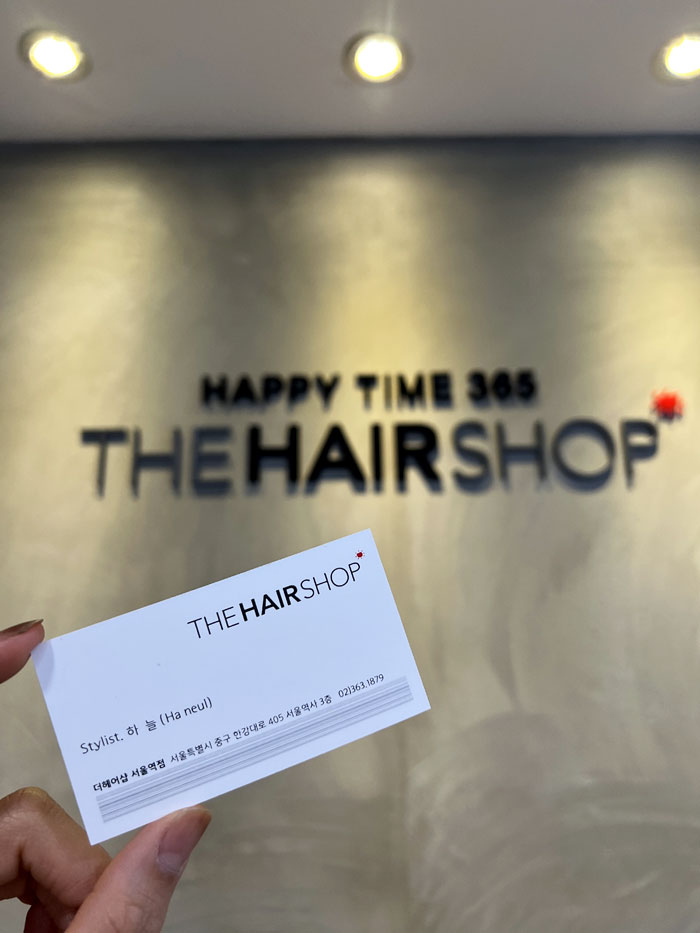 HAPPY TIME 365
THEHAIRSHOP
THEHAIRSHOP
Stylist. 하 늘 (Ha neul)
더헤어샵 서울역점 서울특별시 중구 한강대로 405 서울역사 3층 02)363.1879